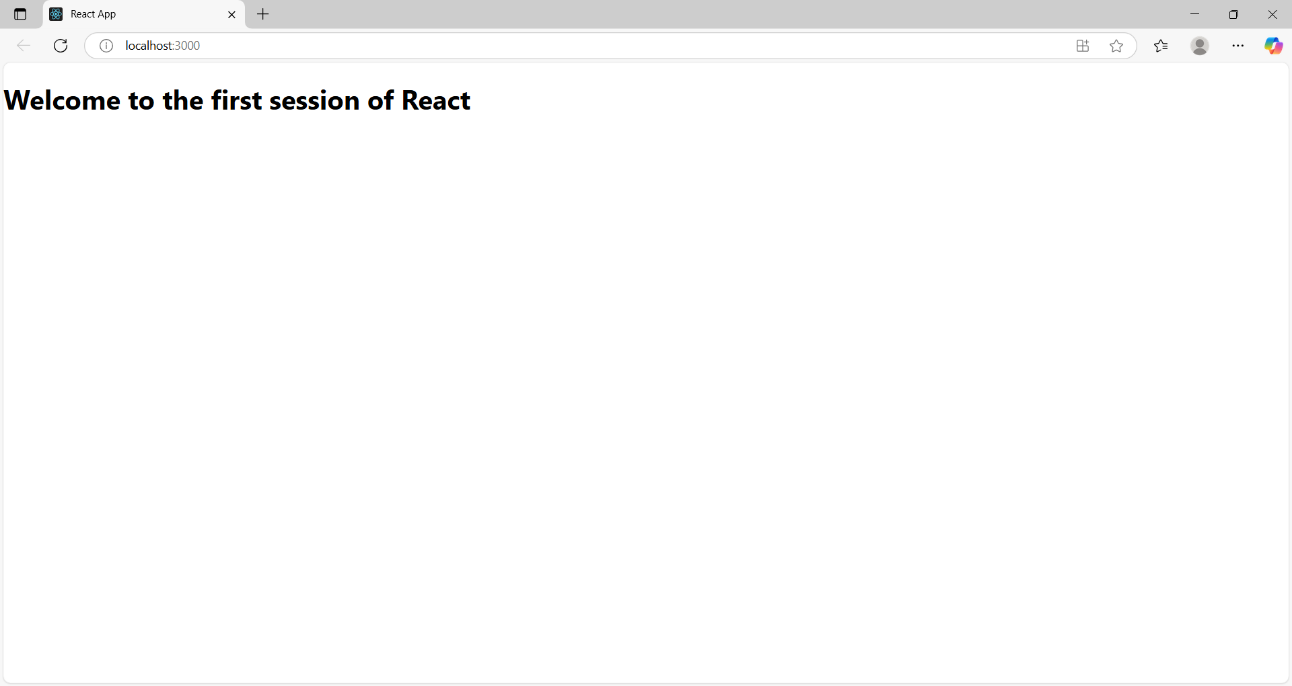 React App
localhost:3000
Welcome to the first session of React